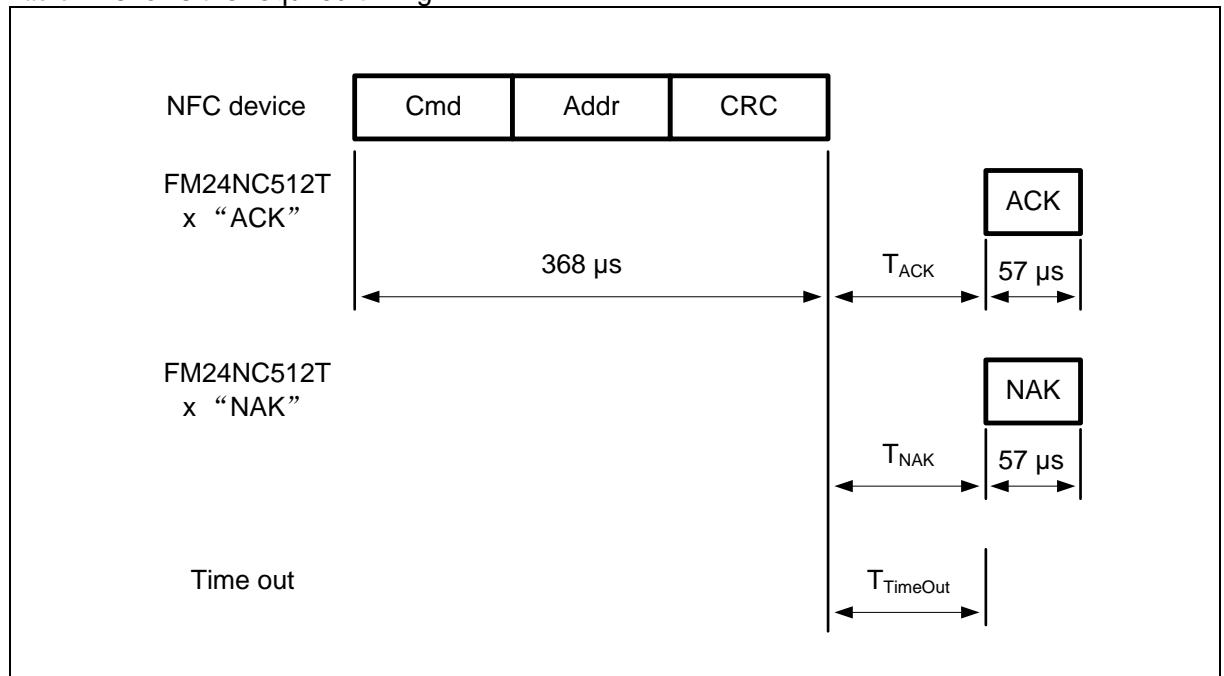 NFC device
Cmd
Addr
CRC
FM24NC512T
x “ACK”
ACK
368 µs
TACK
57 µs
FM24NC512T
x “NAK”
NAK
TNAK
57 µs
Time out
TTimeOut